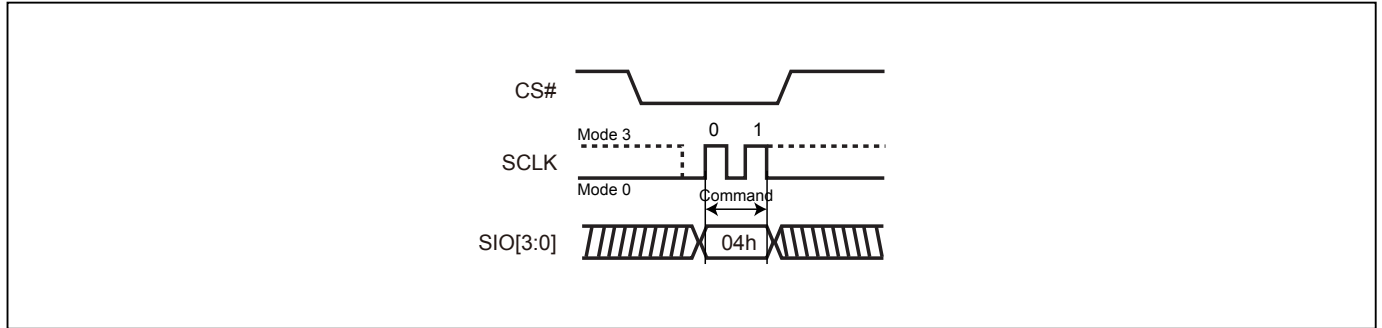 CS#
Mode 3
0 1
SCLK
Mode 0
Command
SIO[3:0]
04h